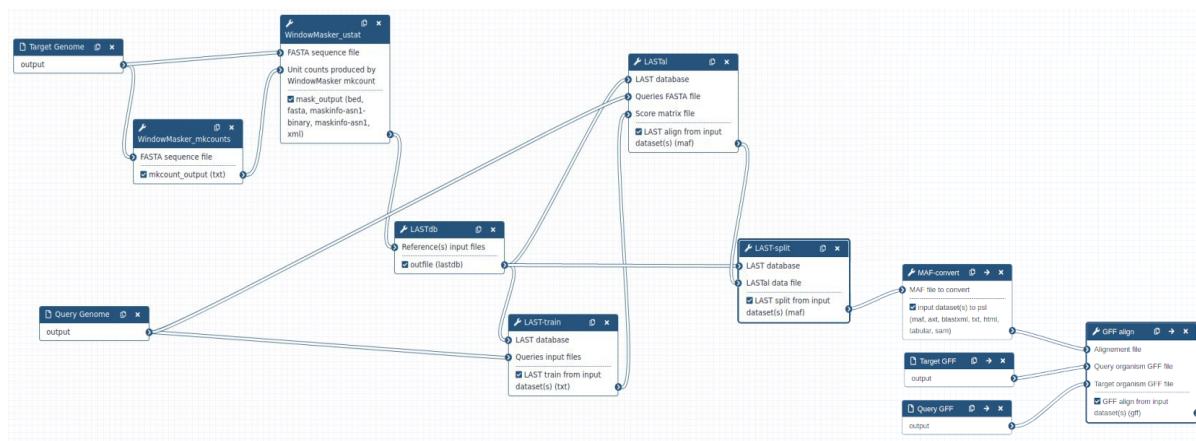 Target Genome
output
WindowMasker_mkcounts
FASTA sequence file
mkcount_output (txt)
WindowMasker_ustat
FASTA sequence file
Unit counts produced by
WindowMasker mkcount
mask_output (bed,
fasta, maskinfo-asn1-
binary, maskinfo-asn1,
xml)
Query Genome
output
LASTdb
Reference(s) input files
outfile (lastdb)
LAST-train
LAST database
Queries input files
LAST train from input
dataset(s) (txt)
LASTal
LAST database
Queries FASTA file
Score matrix file
LAST align from input
dataset(s) (maf)
LAST-split
LAST database
LASTal data file
LAST split from input
dataset(s) (maf)
MAF-convert
MAF file to convert
input dataset(s) to psl
(maf, axt, blastxml, txt, html,
tabular, sam)
Target GFF
output
Query GFF
output
GFF align
Alignement file
Query organism GFF file
Target organism GFF file
GFF align from input
dataset(s) (gff)